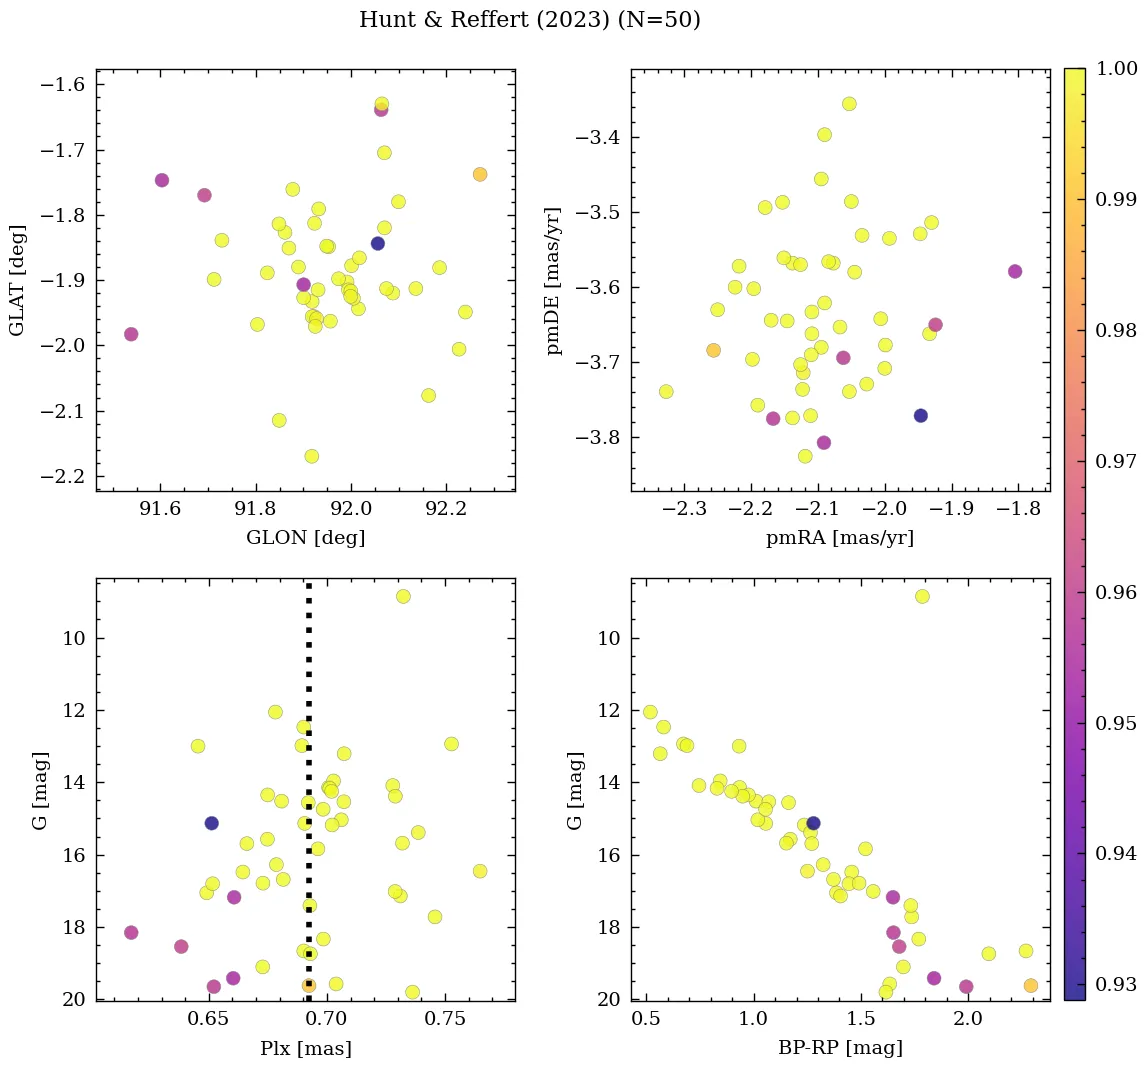 Hunt & Reffert (2023) (N=50)
−1.6
−1.7
−1.8
−1.9
−2.0
−2.1
−2.2
GLAT [deg]
91.6 91.8 92.0 92.2
GLON [deg]
−3.4
−3.5
−3.6
−3.7
−3.8
pmDE [mas/yr]
−2.3 −2.2 −2.1 −2.0 −1.9 −1.8
pmRA [mas/yr]
10
12
14
16
18
20
G [mag]
0.65 0.70 0.75
Plx [mas]
10
12
14
16
18
20
G [mag]
0.5 1.0 1.5 2.0
BP-RP [mag]
1.00
0.99
0.98
0.97
0.96
0.95
0.94
0.93